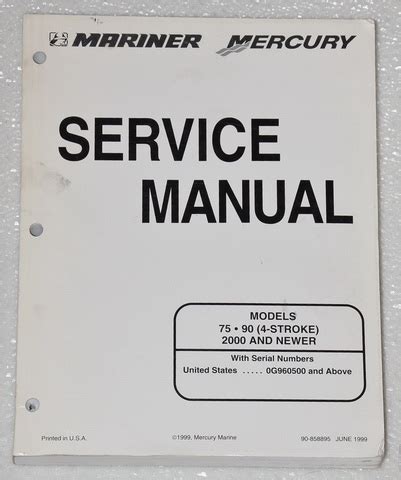 MARINER MERCURY
SERVICE
MANUAL
MODELS
75 • 90 (4-STROKE)
2000 AND NEWER
With Serial Numbers
United States ..... 0G960500 and Above
Printed in U.S.A. ©1999, Mercury Marine 90-858895 JUNE 1999